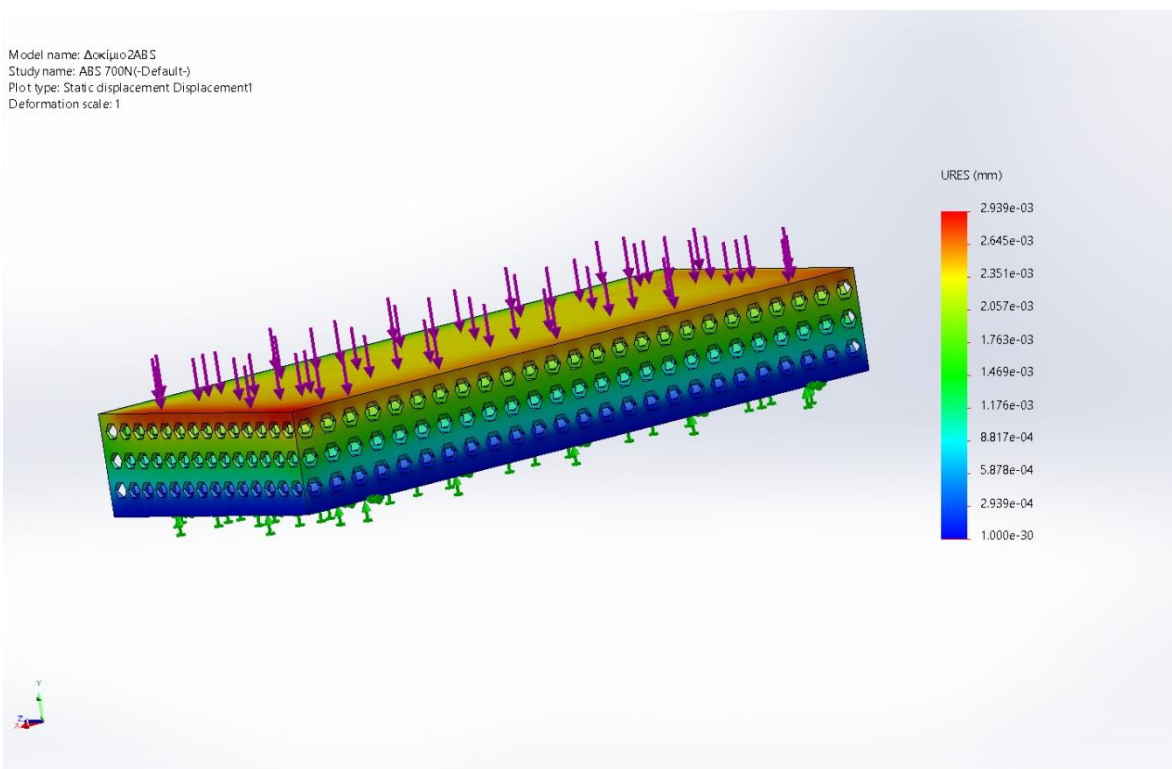 Model name: Δοκίμιο2ABS
Study name: ABS 700N(-Default-)
Plot type: Static displacement Displacement1
Deformation scale: 1
URES (mm)
2.939e-03
2.645e-03
2.351e-03
2.057e-03
1.763e-03
1.469e-03
1.176e-03
8.817e-04
5.878e-04
2.939e-04
1.000e-30
Y
Z
X